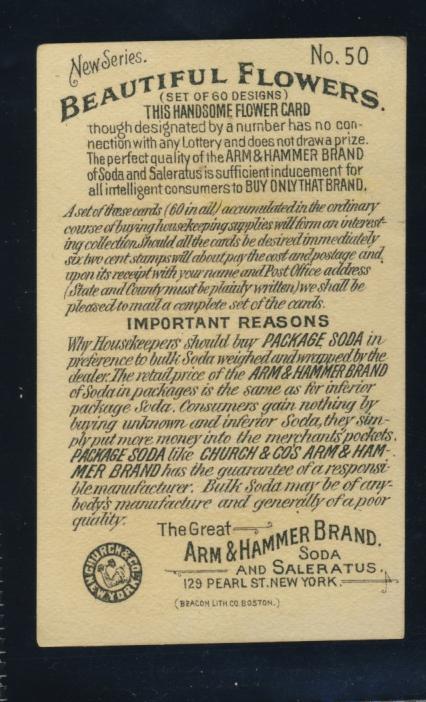 New Series.
No. 50
BEAUTIFUL FLOWERS.
(SET OF 60 DESIGNS)
THIS HANDSOME FLOWER CARD
though designated by a number has no con-
nection with any Lottery and does not draw a prize.
The perfect quality of the ARM & HAMMER BRAND
of Soda and Saleratus is sufficient inducement for
all intelligent consumers to BUY ONLY THAT BRAND.
A set of these cards (60 in all) accumulated in the ordinary
course of buying housekeeping supplies will form an interest-
ing collection Should all the cards be desired immediately
six two cent stamps will about pay the cost and postage and
upon its receipt with your name and Post Office address
(State and County must be plainly written) we shall be
pleased to mail a complete set of the cards.
IMPORTANT REASONS
Why Housekeepers should buy PACKAGE SODA in
preference to bulk Soda weighed and wrapped by the
dealer. The retail price of the ARM & HAMMER BRAND
of Soda in packages is the same as for inferior
package Soda. Consumers gain nothing by
buying unknown and inferior Soda, they sim-
ply put more money into the merchants' pockets.
PACKAGE SODA like CHURCH & CO'S ARM & HAM-
MER BRAND has the guarantee of a responsi-
ble manufacturer. Bulk Soda may be of any-
body's manufacture and generally of a poor
quality.
The Great
ARM & HAMMER BRAND.
SODA
AND SALERATUS.
129 PEARL ST. NEW YORK.
CHURCH & CO.
NEW YORK.
(BEACON LITH. CO. BOSTON.)